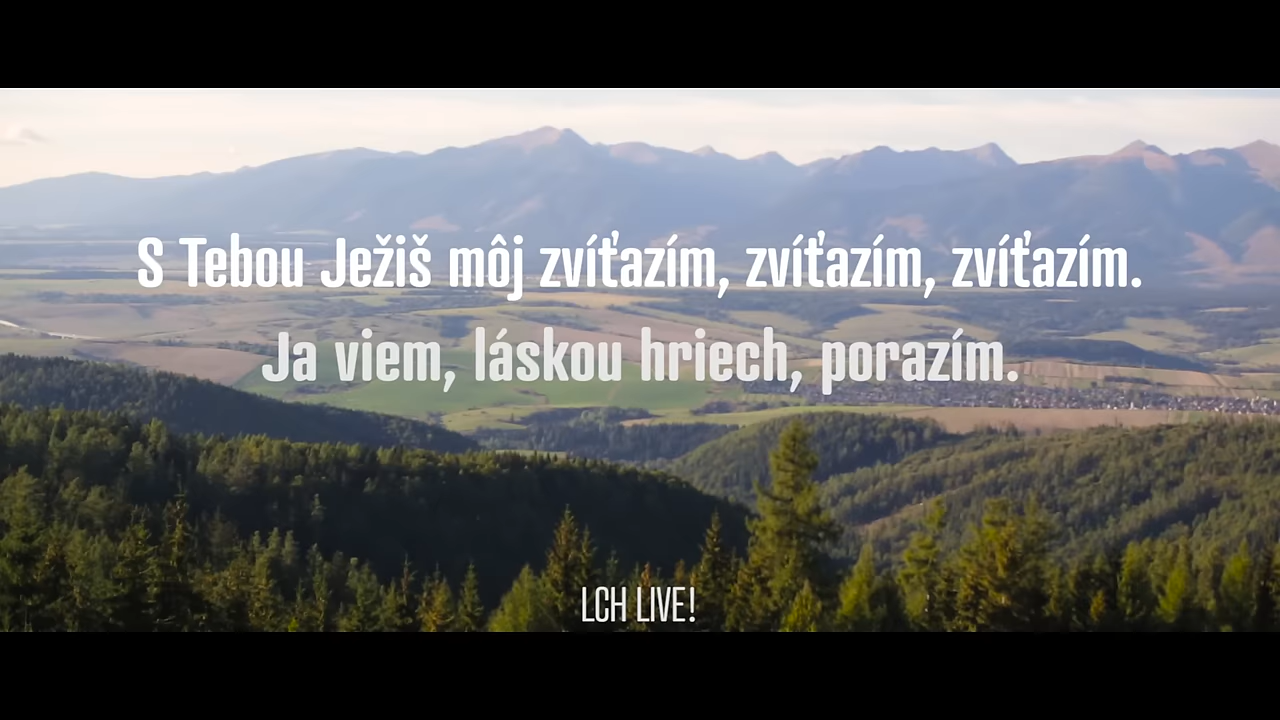 S Tebou Ježiš môj zvíťazím, zvíťazím, zvíťazím.
Ja viem, láskou hriech, porazím.
LCH LIVE!